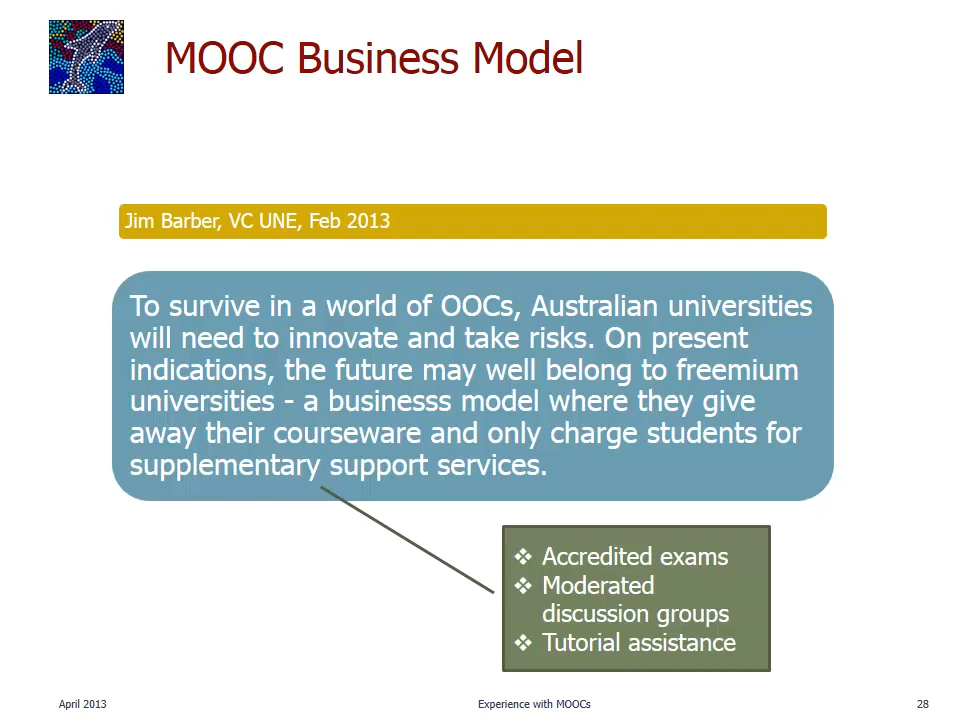 MOOC Business Model
Jim Barber, VC UNE, Feb 2013
To survive in a world of OOCs, Australian universities
will need to innovate and take risks. On present
indications, the future may well belong to freemium
universities - a businesss model where they give
away their courseware and only charge students for
supplementary support services.
❖ Accredited exams
❖ Moderated
discussion groups
❖ Tutorial assistance
April 2013
Experience with MOOCs
28